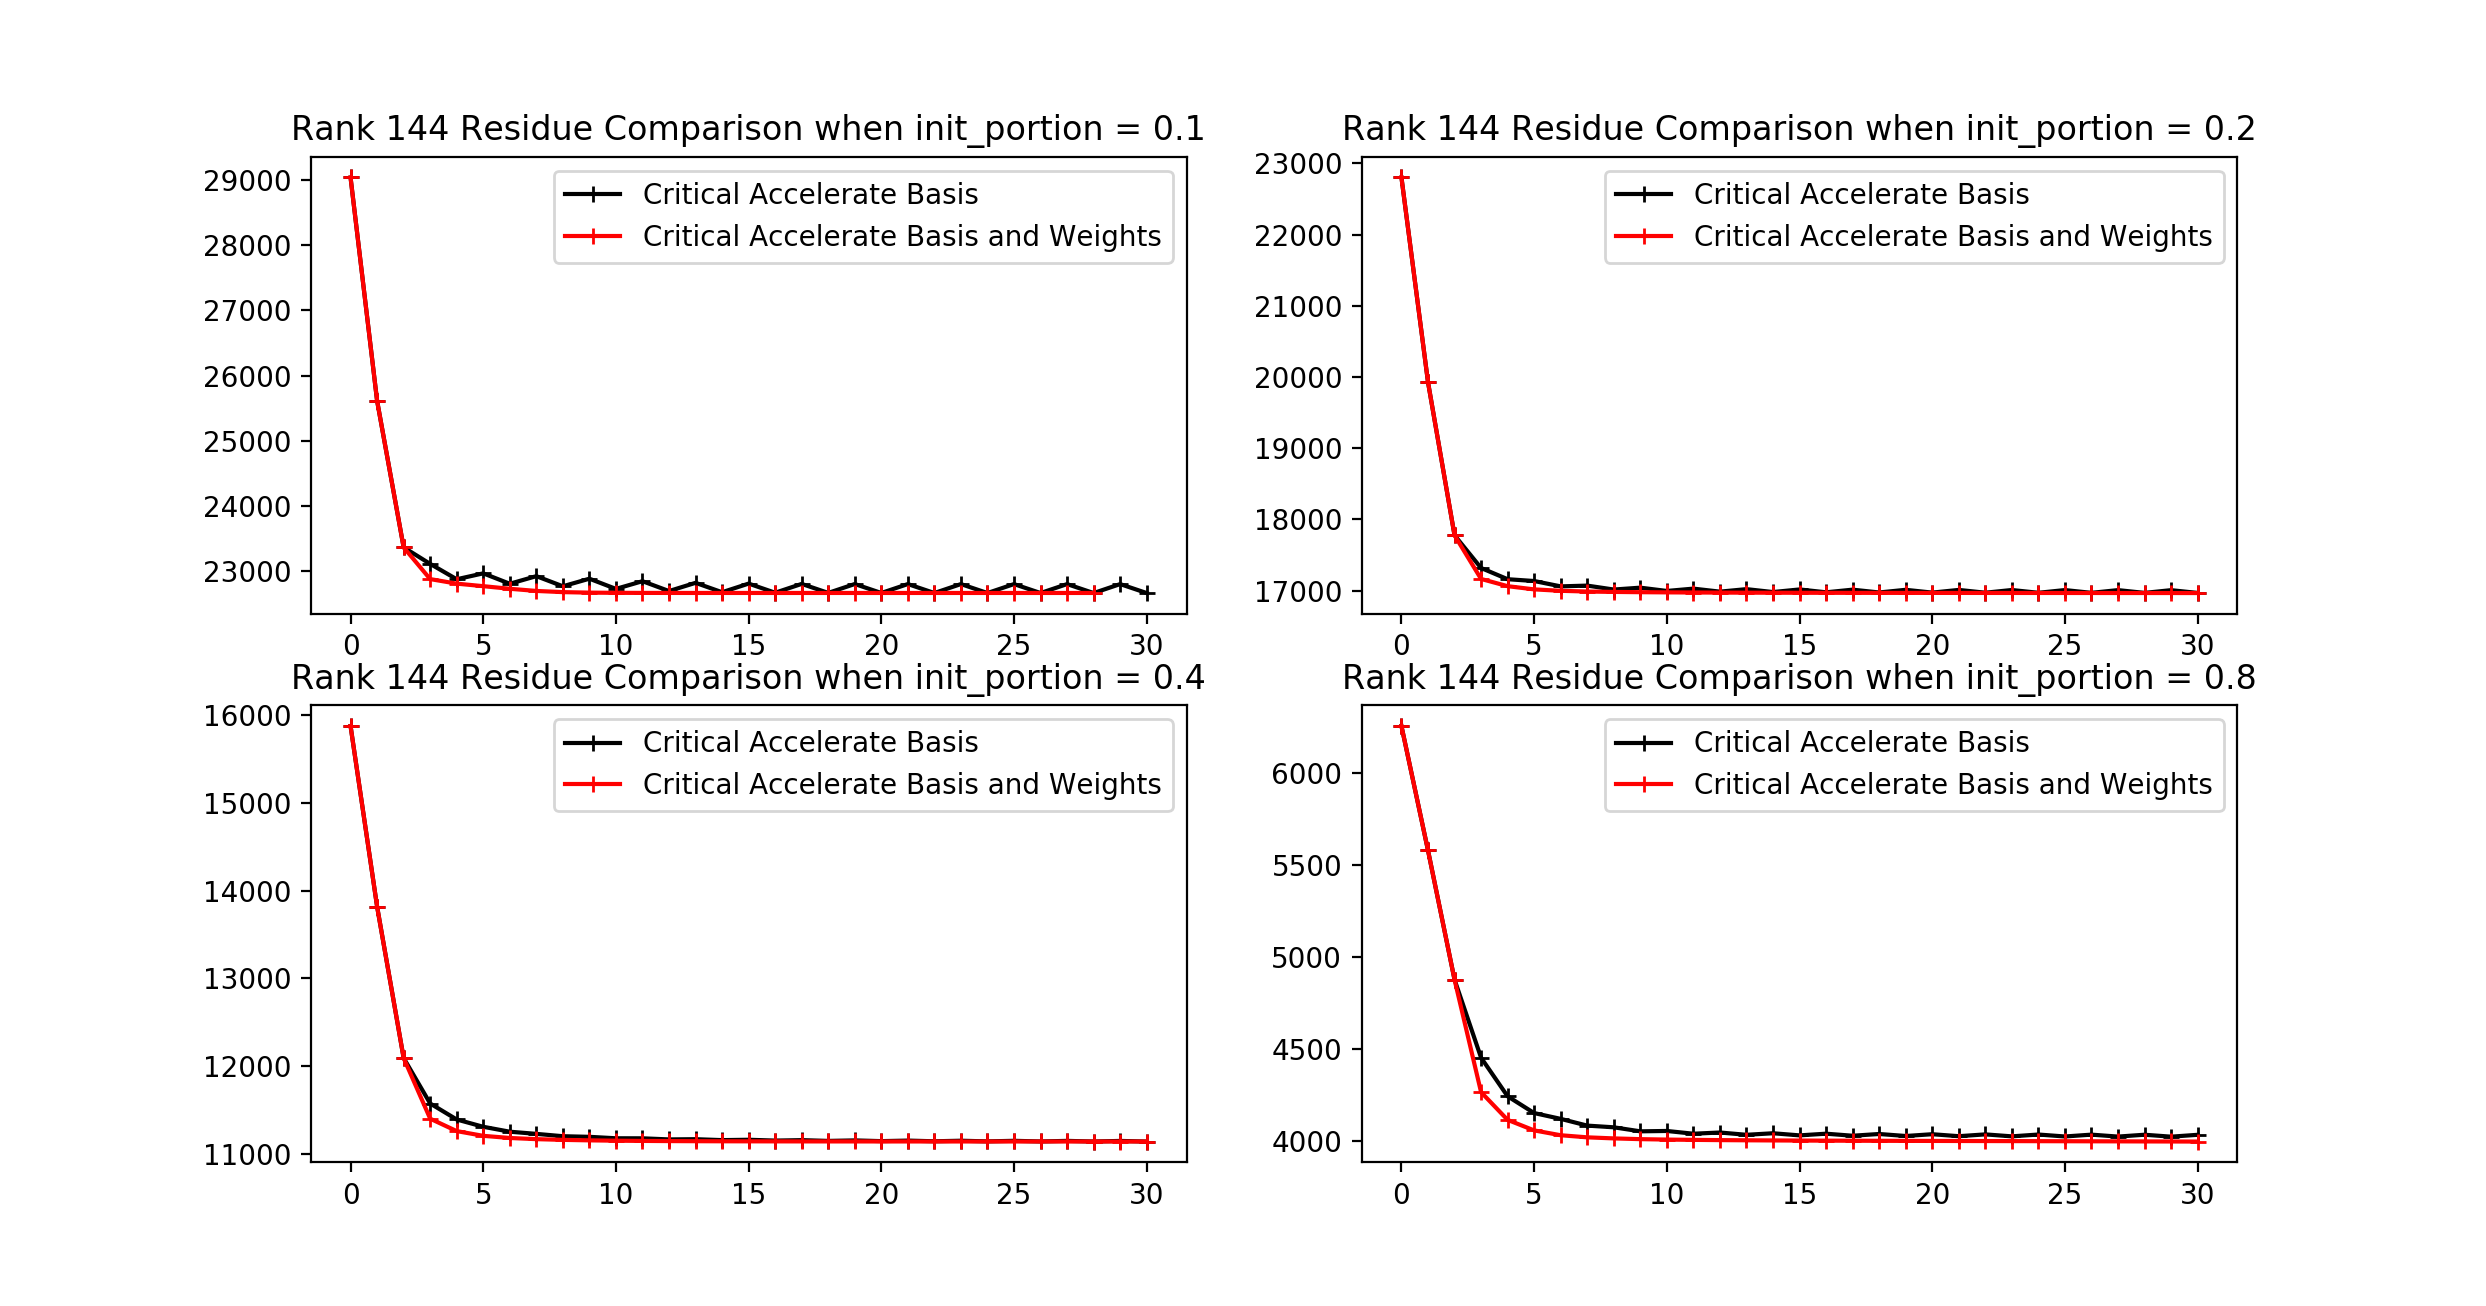 Rank 144 Residue Comparison when init_portion = 0.1
29000
28000
27000
26000
25000
24000
23000
Critical Accelerate Basis
Critical Accelerate Basis and Weights
0 5 10 15 20 25 30
Rank 144 Residue Comparison when init_portion = 0.2
23000
22000
21000
20000
19000
18000
17000
Critical Accelerate Basis
Critical Accelerate Basis and Weights
0 5 10 15 20 25 30
Rank 144 Residue Comparison when init_portion = 0.4
16000
15000
14000
13000
12000
11000
Critical Accelerate Basis
Critical Accelerate Basis and Weights
0 5 10 15 20 25 30
Rank 144 Residue Comparison when init_portion = 0.8
6000
5500
5000
4500
4000
Critical Accelerate Basis
Critical Accelerate Basis and Weights
0 5 10 15 20 25 30